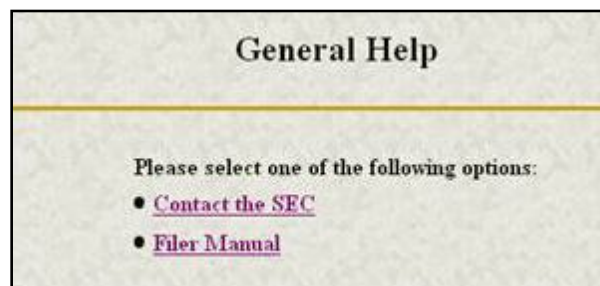 General Help
Please select one of the following options:
Contact the SEC
Filer Manual